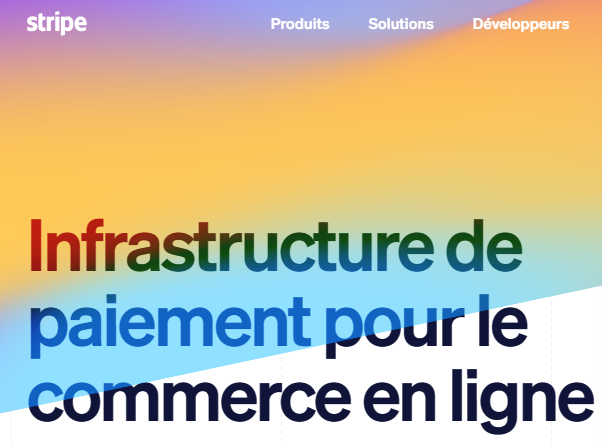 stripe
Produits Solutions Développeurs
Infrastructure de
paiement pour le
commerce en ligne